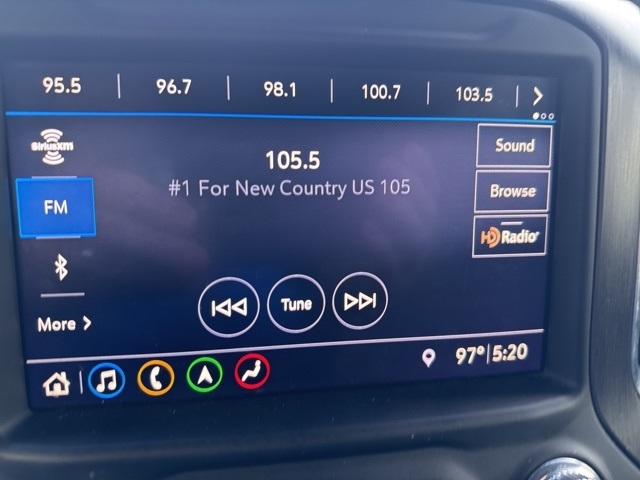 95.5 | 96.7 | 98.1 | 100.7 | 103.5 |
SiriusXM
FM
More
105.5
#1 For New Country US 105
Tune
Sound
Browse
HD Radio
97° | 5:20